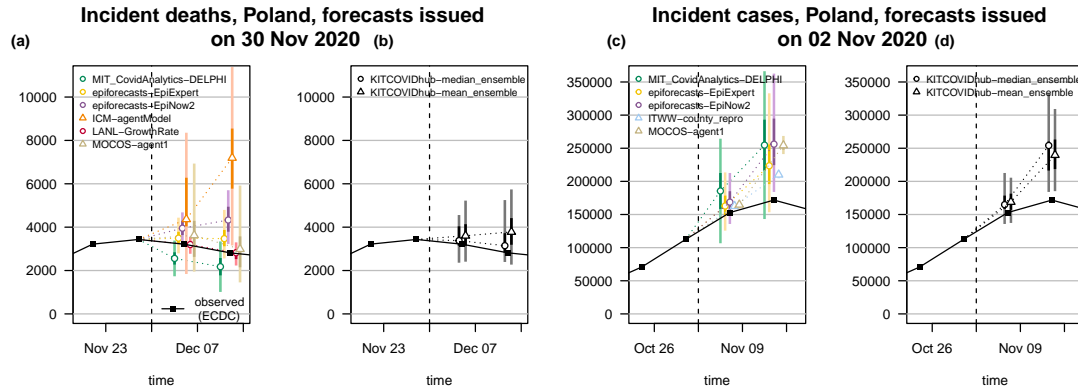 Incident deaths, Poland, forecasts issued
on 30 Nov 2020
(a)
(b)
MIT_CovidAnalytics−DELPHI
epiforecasts−EpiExpert
epiforecasts−EpiNow2
ICM−agentModel
LANL−GrowthRate
MOCOS−agent1
10000
8000
6000
4000
2000
0
observed
(ECDC)
Nov 23
Dec 07
time
KITCOVIDhub−median_ensemble
KITCOVIDhub−mean_ensemble
10000
8000
6000
4000
2000
0
Nov 23
Dec 07
time
Incident cases, Poland, forecasts issued
on 02 Nov 2020
(c)
(d)
MIT_CovidAnalytics−DELPHI
epiforecasts−EpiExpert
epiforecasts−EpiNow2
ITWW−county_repro
MOCOS−agent1
350000
300000
250000
200000
150000
100000
50000
0
Oct 26
Nov 09
time
KITCOVIDhub−median_ensemble
KITCOVIDhub−mean_ensemble
350000
300000
250000
200000
150000
100000
50000
0
Oct 26
Nov 09
time